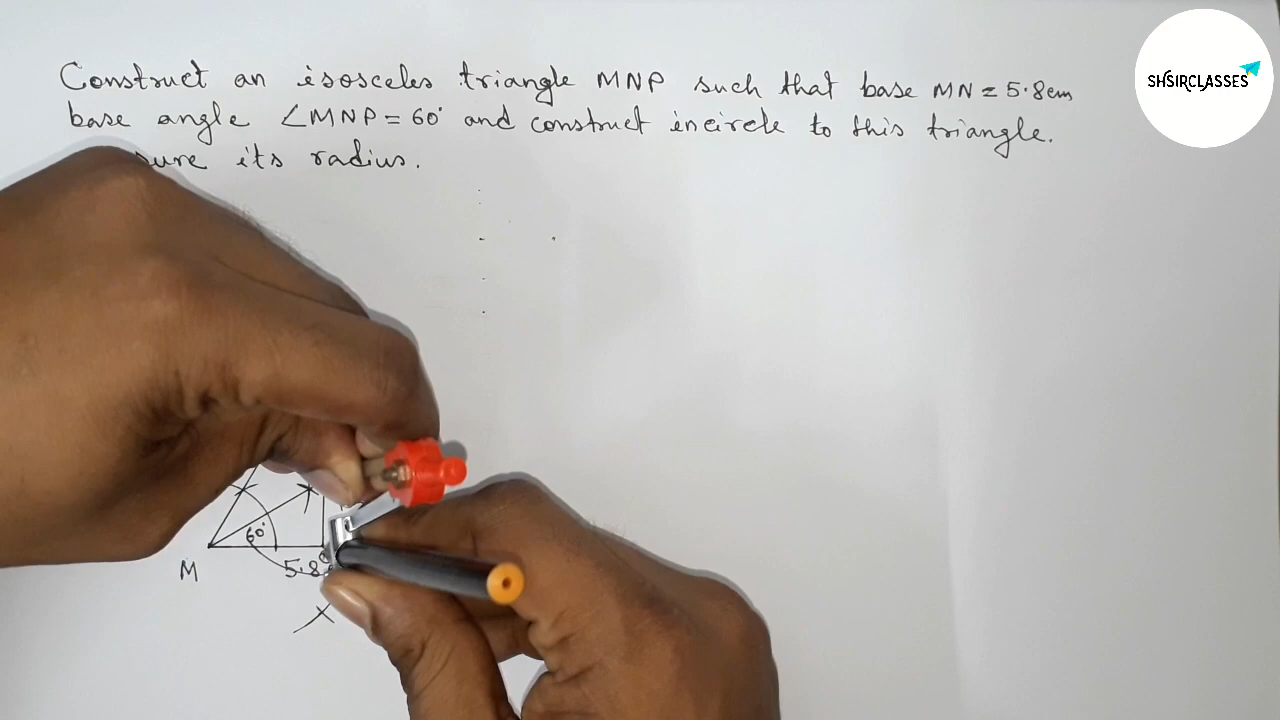 Construct an isosceles triangle MNP such that base MN = 5.8cm
base angle ∠MNP = 60° and construct incircle to this triangle.
its radius.
SHSIRCLASSES
60°
M
5.8